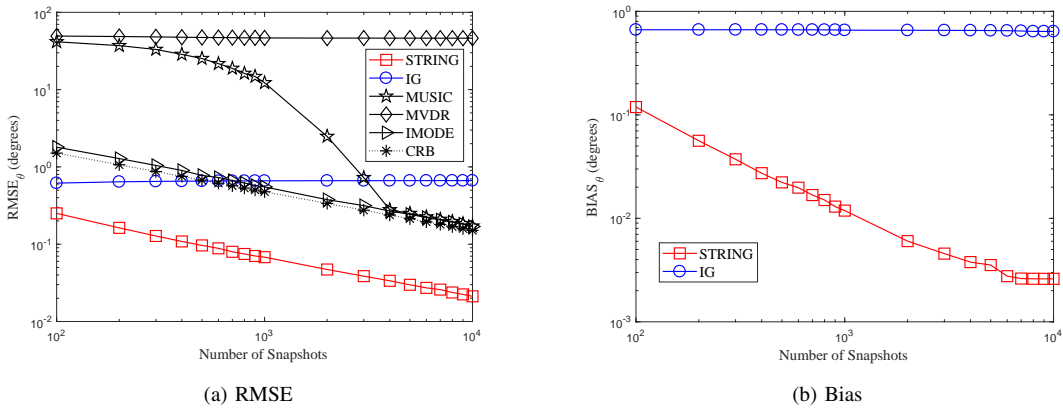 10^2
10^1
10^0
10^-1
10^-2
RMSE_θ (degrees)
STRING
IG
MUSIC
MVDR
IMODE
CRB
10^2
10^3
10^4
Number of Snapshots
(a) RMSE
10^0
10^-1
10^-2
10^-3
BIAS_θ (degrees)
STRING
IG
10^2
10^3
10^4
Number of Snapshots
(b) Bias